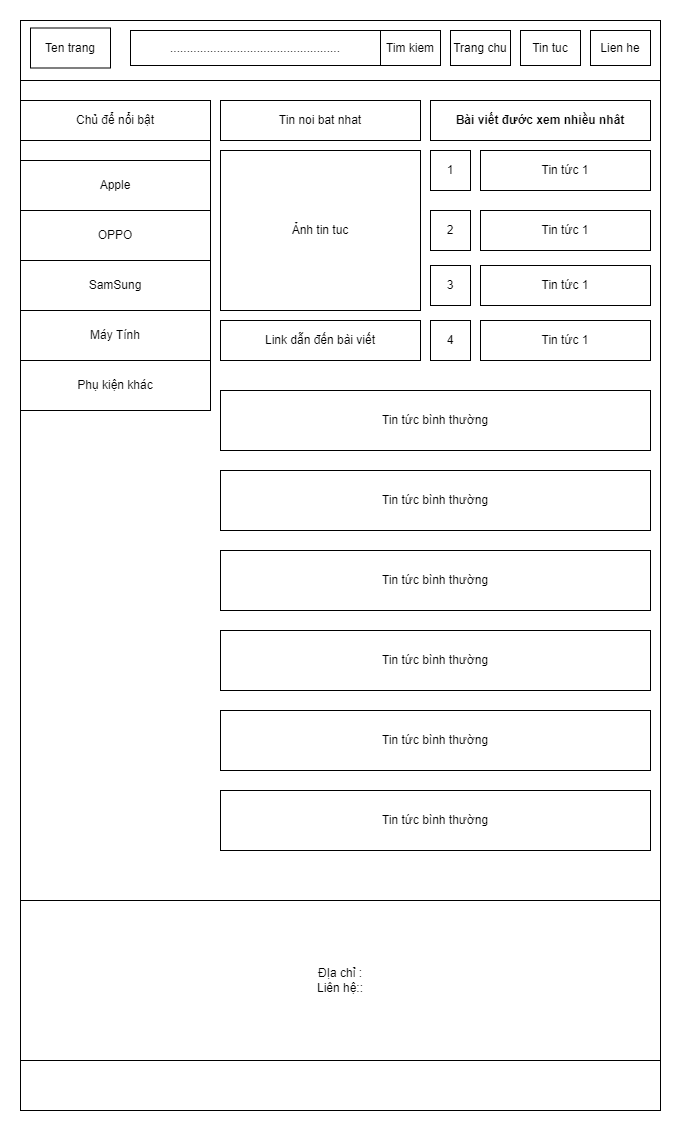 Ten trang
....................................................
Tim kiem
Trang chu
Tin tuc
Lien he
Chủ để nổi bật
Tin noi bat nhat
Bài viết đước xem nhiều nhât
Ảnh tin tuc
1
Tin tức 1
2
Tin tức 1
3
Tin tức 1
4
Tin tức 1
Link dẫn đến bài viết
Apple
OPPO
SamSung
Máy Tính
Phụ kiện khác
Tin tức bình thường
Tin tức bình thường
Tin tức bình thường
Tin tức bình thường
Tin tức bình thường
Tin tức bình thường
Địa chỉ :
Liên hệ::